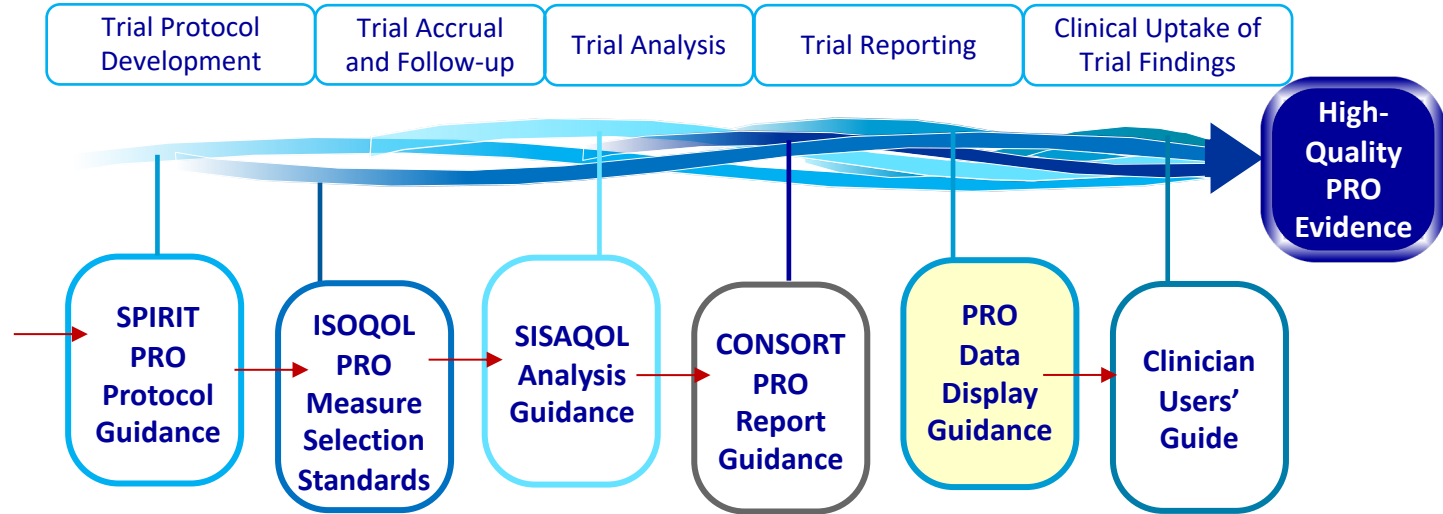 Trial Protocol
Development
Trial Accrual
and Follow-up
Trial Analysis
Trial Reporting
Clinical Uptake of
Trial Findings
High-
Quality
PRO
Evidence
SPIRIT
PRO
Protocol
Guidance
ISOQOL
PRO
Measure
Selection
Standards
SISAQOL
Analysis
Guidance
CONSORT
PRO
Report
Guidance
PRO
Data
Display
Guidance
Clinician
Users’
Guide